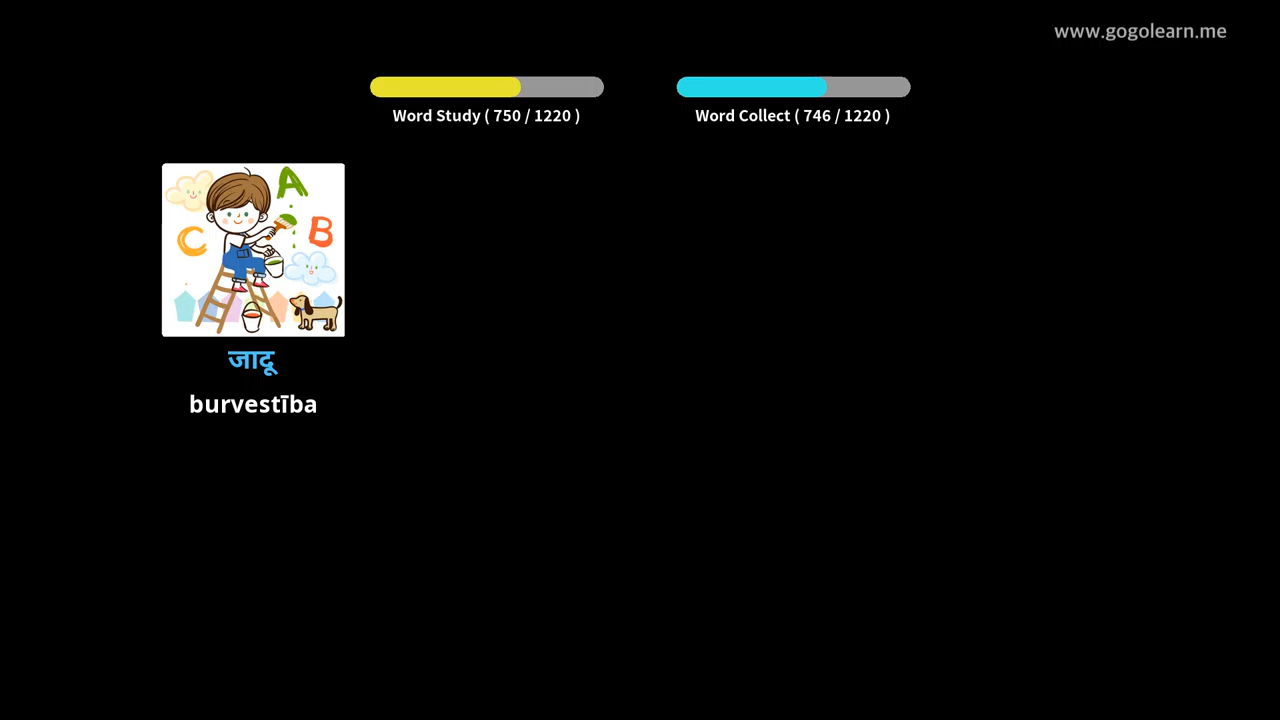 www.gogolearn.me
Word Study ( 750 / 1220 )
Word Collect ( 746 / 1220 )
A
B
C
जादू
burvestība